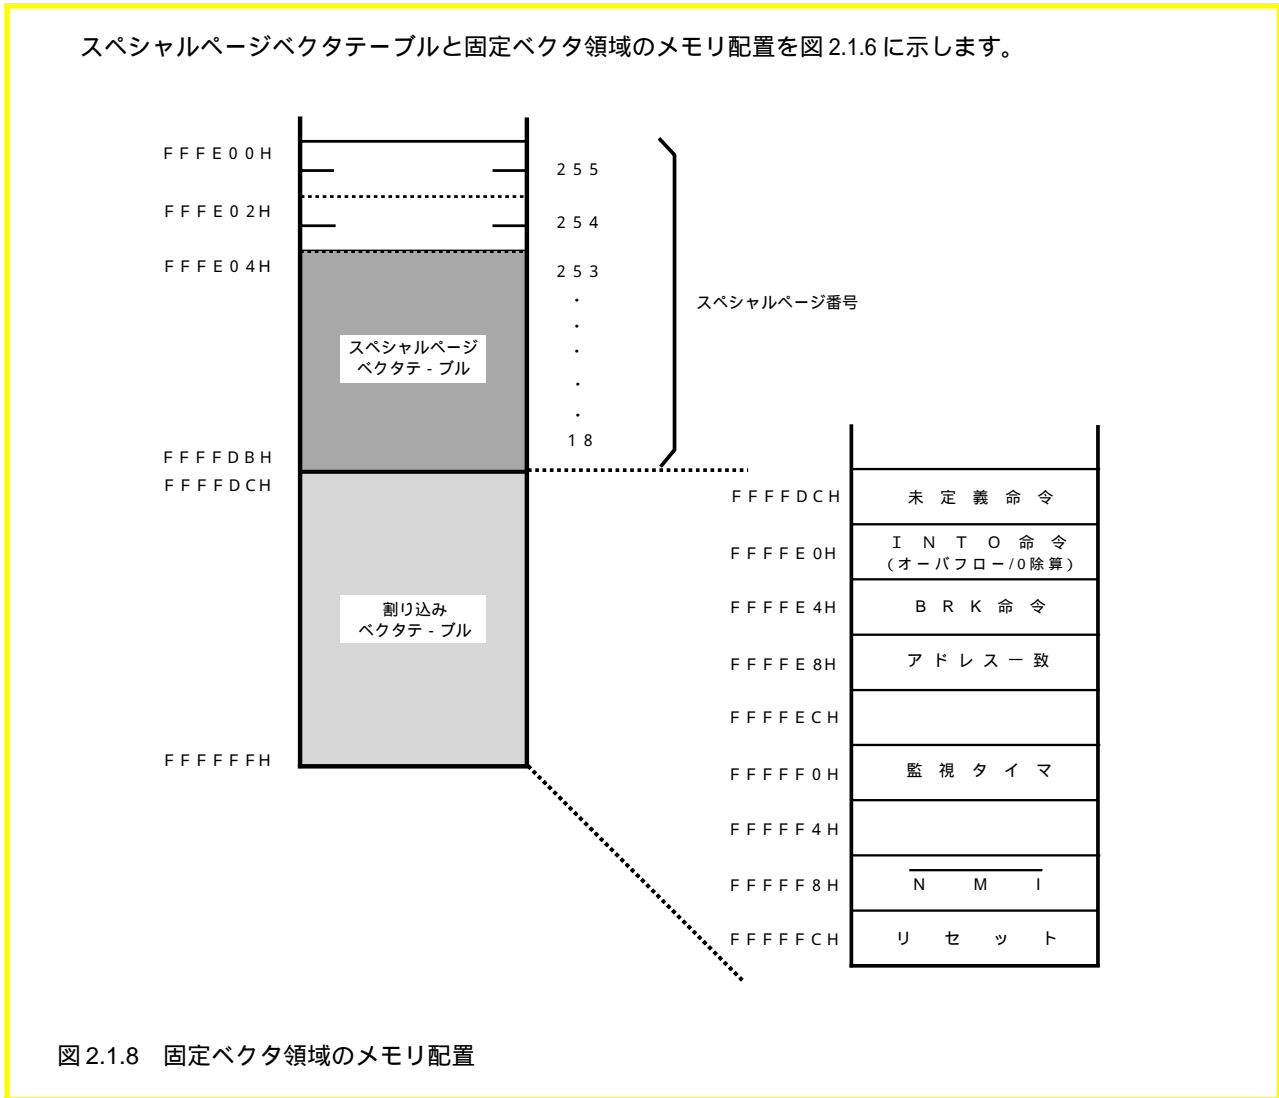 スペシャルページベクタテーブルと固定ベクタ領域のメモリ配置を図 2.1.6 に示します。
FFFE00H
255
FFFE02H
254
FFFE04H
253
・
・
・
・
・
18
スペシャルページ番号
スペシャルページ
ベクタテ - ブル
FFFFDBH
FFFFDCH
割り込み
ベクタテ - ブル
FFFFFFH
FFFFDCH
未定義命令
FFFFE0H
ＩＮＴＯ命令
(オーバフロー/0除算)
FFFFE4H
BRK命令
FFFFE8H
アドレス一致
FFFFECH
FFFFF0H
監視タイマ
FFFFF4H
FFFFF8H
NMI
FFFFFCH
リセット
図 2.1.8 固定ベクタ領域のメモリ配置